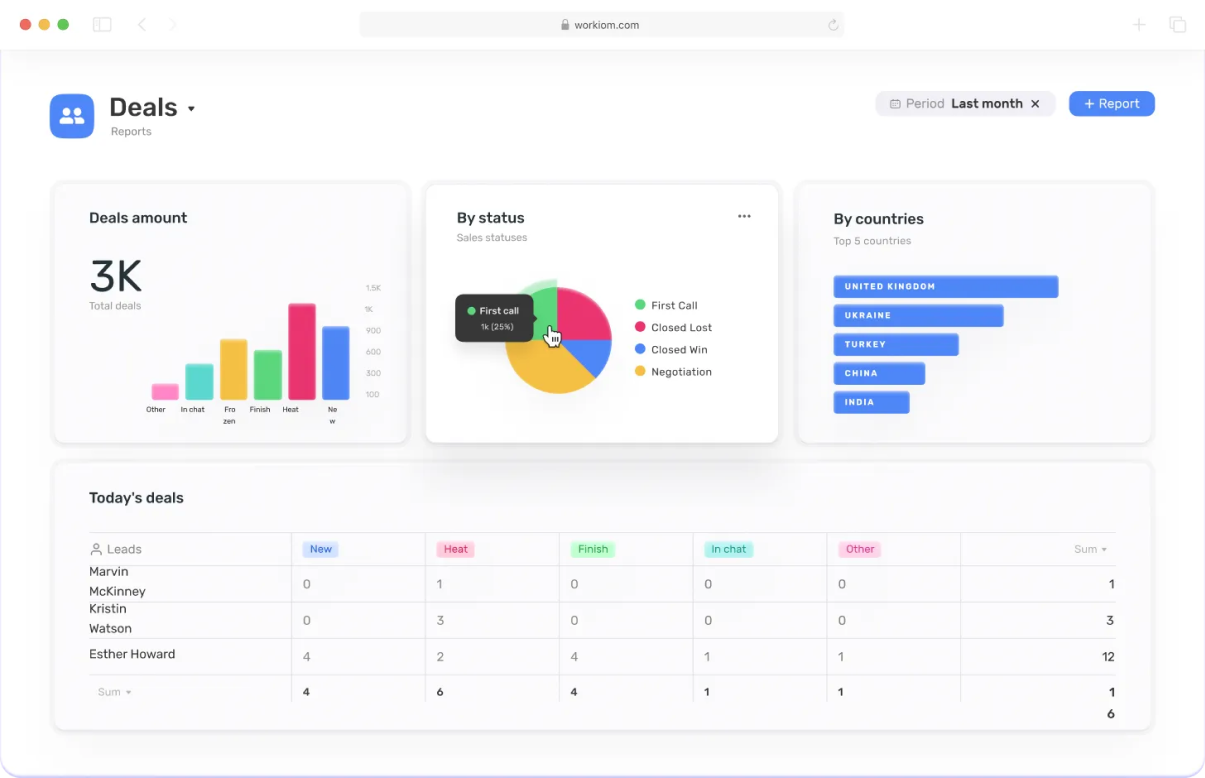 workiom.com
Deals
Reports
Period Last month
+ Report
Deals amount
3K
Total deals
1.5K
1K
900
600
300
100
Other
In chat
Fro
zen
Finish
Heat
Ne
w
By status
Sales statuses
First call
1k (25%)
First Call
Closed Lost
Closed Win
Negotiation
By countries
Top 5 countries
UNITED KINGDOM
UKRAINE
TURKEY
CHINA
INDIA
Today's deals
Leads New Heat Finish In chat Other Sum
Marvin
McKinney
0 1 0 0 0 1
Kristin
Watson
0 3 0 0 0 3
Esther Howard 4 2 4 1 1 12
Sum 4 6 4 1 1 1
6